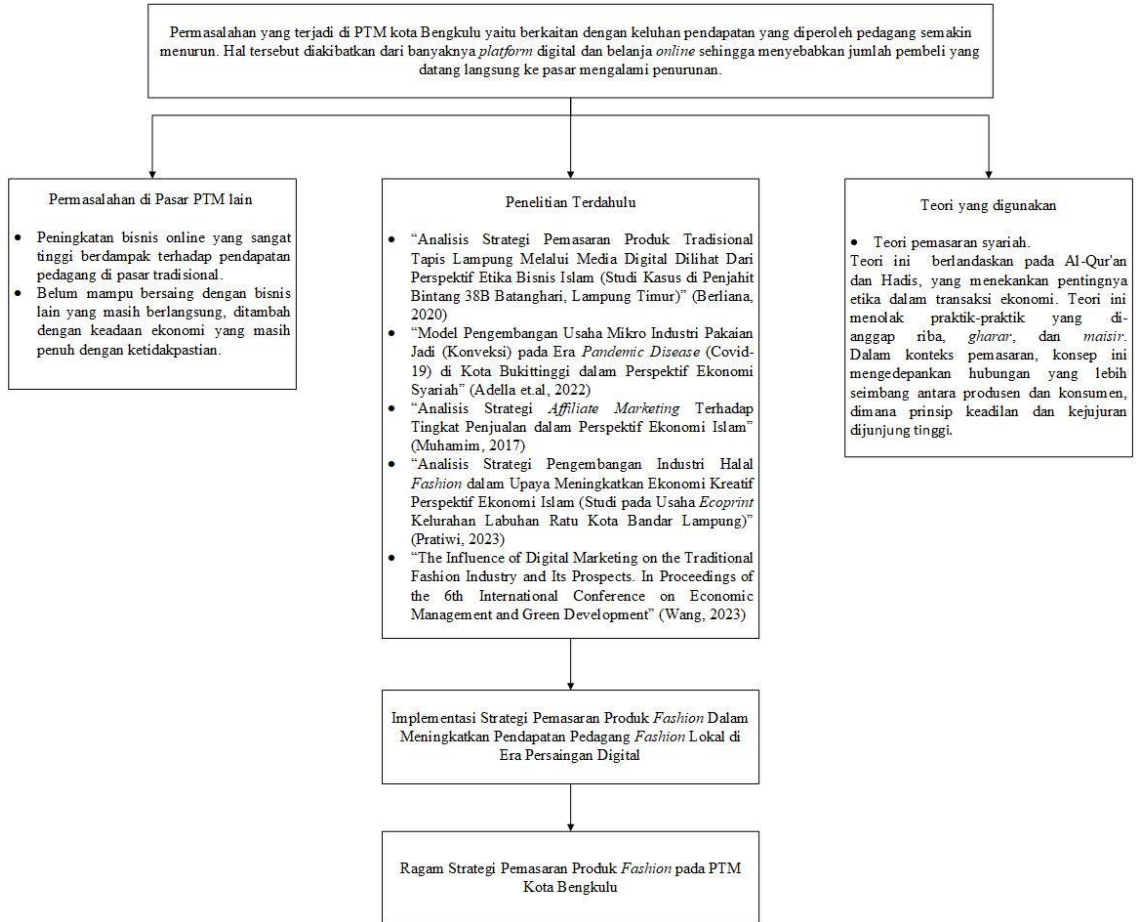 Permasalahan yang terjadi di PTM kota Bengkulu yaitu berkaitan dengan keluhan pendapatan yang diperoleh pedagang semakin
menurun. Hal tersebut diakibatkan dari banyaknya platform digital dan belanja online sehingga menyebabkan jumlah pembeli yang
datang langsung ke pasar mengalami penurunan.
Permasalahan di Pasar PTM lain
• Peningkatan bisnis online yang sangat
tinggi berdampak terhadap pendapatan
pedagang di pasar tradisional.
• Belum mampu bersaing dengan bisnis
lain yang masih berlangsung, ditambah
dengan keadaan ekonomi yang masih
penuh dengan ketidakpastian.
Penelitian Terdahulu
• “Analisis Strategi Pemasaran Produk Tradisional
Tapis Lampung Melalui Media Digital Dilihat Dari
Perspektif Etika Bisnis Islam (Studi Kasus di Penjahit
Bintang 38B Batanghari, Lampung Timur)” (Berliana,
2020)
• “Model Pengembangan Usaha Mikro Industri Pakaian
Jadi (Konveksi) pada Era Pandemic Disease (Covid-
19) di Kota Bukittinggi dalam Perspektif Ekonomi
Syariah” (Adella et.al, 2022)
• “Analisis Strategi Affiliate Marketing Terhadap
Tingkat Penjualan dalam Perspektif Ekonomi Islam”
(Muhamim, 2017)
• “Analisis Strategi Pengembangan Industri Halal
Fashion dalam Upaya Meningkatkan Ekonomi Kreatif
Perspektif Ekonomi Islam (Studi pada Usaha Ecoprint
Kelurahan Labuhan Ratu Kota Bandar Lampung)”
(Pratiwi, 2023)
• “The Influence of Digital Marketing on the Traditional
Fashion Industry and Its Prospects. In Proceedings of
the 6th International Conference on Economic
Management and Green Development” (Wang, 2023)
Teori yang digunakan
• Teori pemasaran syariah.
Teori ini berlandaskan pada Al-Qur'an
dan Hadis, yang menekankan pentingnya
etika dalam transaksi ekonomi. Teori ini
menolak praktik-praktik yang di-
anggap riba, gharar, dan maisir.
Dalam konteks pemasaran, konsep ini
mengedepankan hubungan yang lebih
seimbang antara produsen dan konsumen,
dimana prinsip keadilan dan kejujuran
dijunjung tinggi.
Implementasi Strategi Pemasaran Produk Fashion Dalam
Meningkatkan Pendapatan Pedagang Fashion Lokal di
Era Persaingan Digital
Ragam Strategi Pemasaran Produk Fashion pada PTM
Kota Bengkulu